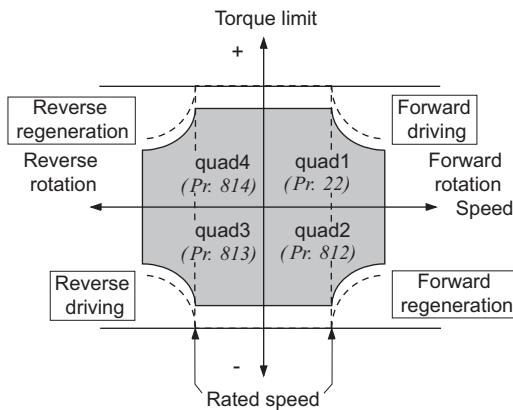 Torque limit
+
Reverse
regeneration
Forward
driving
Reverse
rotation
quad4
(Pr. 814)
quad1
(Pr. 22)
Forward
rotation
Speed
quad3
(Pr. 813)
quad2
(Pr. 812)
Reverse
driving
Forward
regeneration
-
Rated speed